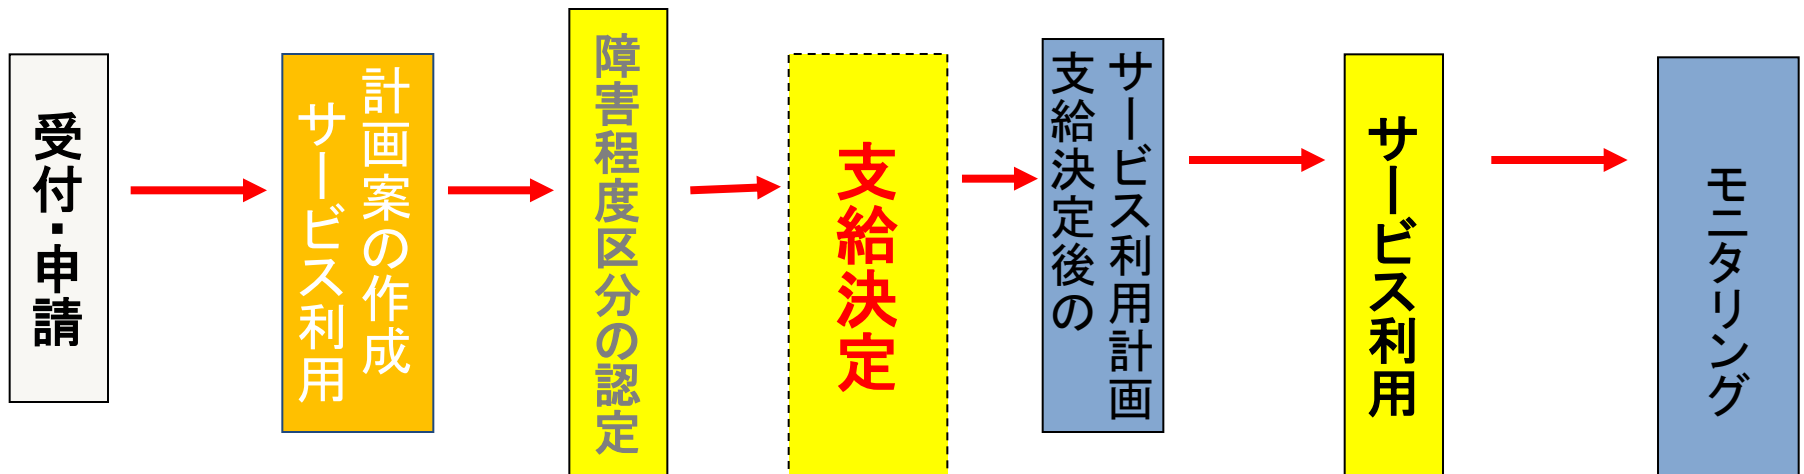 受付・申請
サービス利用
計画案の作成
障害程度区分の認定
支給決定
支給決定後の
サービス利用計画
サービス利用
モニタリング